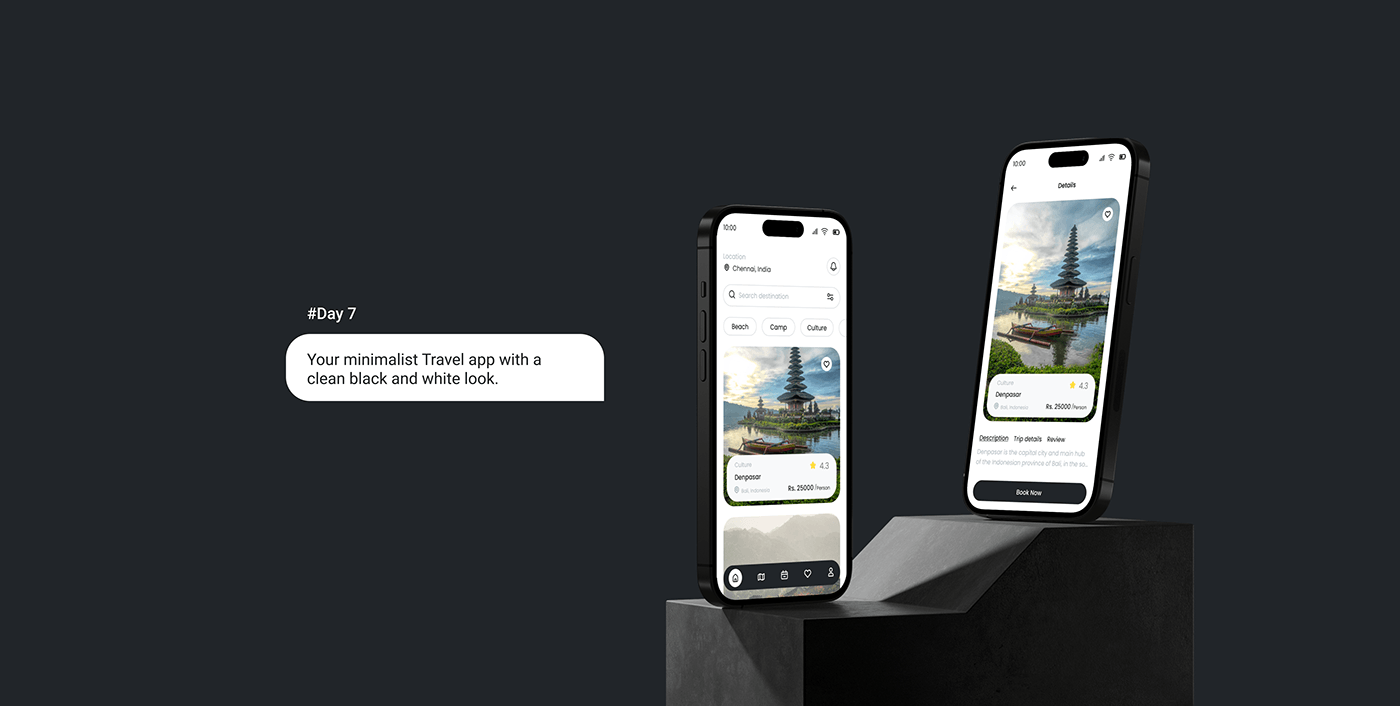 #Day 7
Your minimalist Travel app with a
clean black and white look.
10:00
Location
Chennai, India
Search destination
Beach Camp Culture
Culture 4.3
Denpasar
Bali, Indonesia Rs. 25000 /Person
10:00
Details
Culture 4.3
Denpasar
Bali, Indonesia Rs. 25000 /Person
Description Trip details Review
Denpasar is the capital city and main hub
of the Indonesian province of Bali, in the so..
Book Now